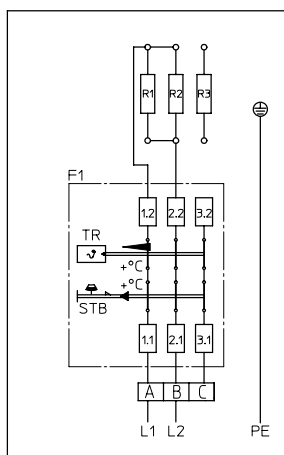 R1 R2 R3
F1
1.2 2.2 3.2
TR
ϑ
+°C
+°C
STB
1.1 2.1 3.1
A B C
L1 L2 PE